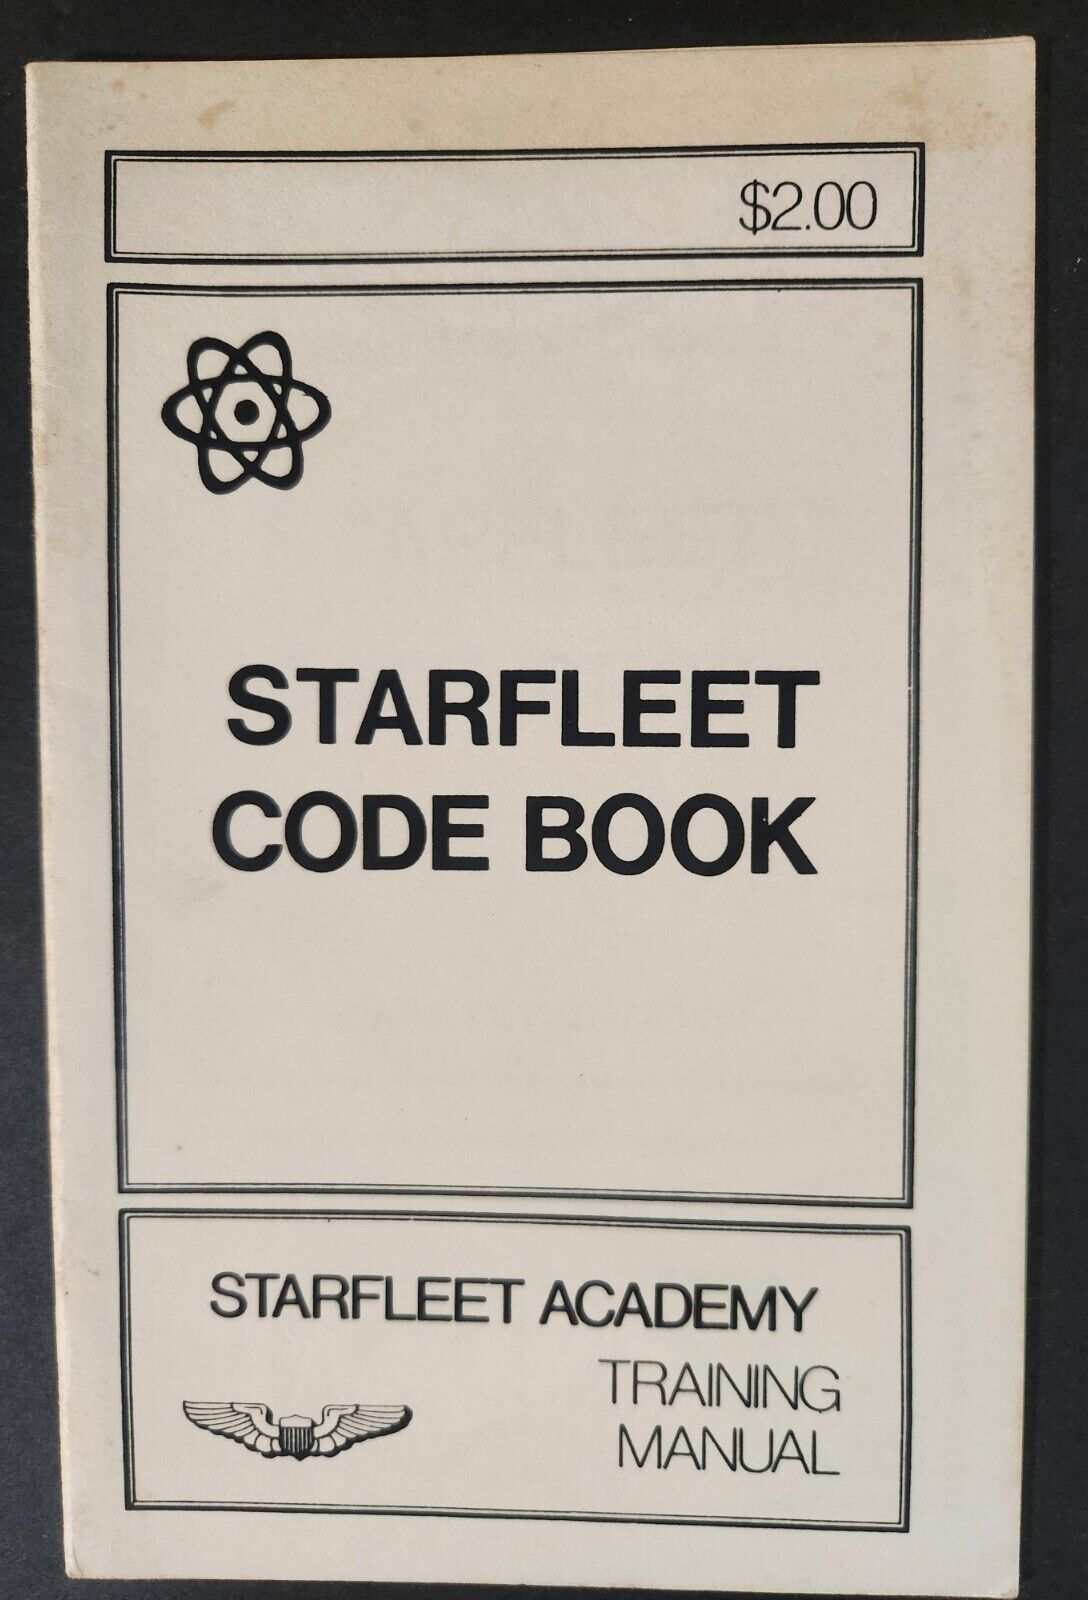 $2.00
STARFLEET
CODE BOOK
STARFLEET ACADEMY
TRAINING
MANUAL